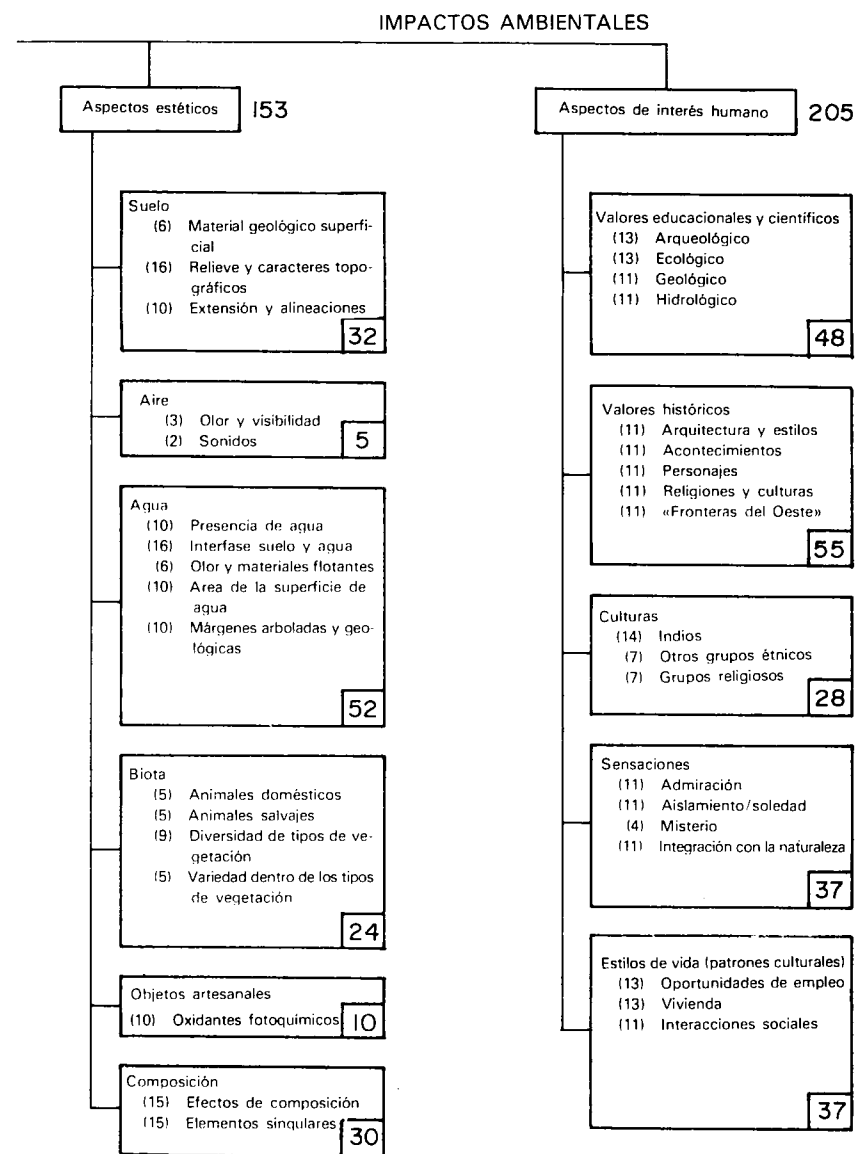 IMPACTOS AMBIENTALES
Aspectos estéticos 153
Suelo
(6) Material geológico superfi-
cial
(16) Relieve y caracteres topo-
gráficos
(10) Extensión y alineaciones
32
Aire
(3) Olor y visibilidad
(2) Sonidos
5
Agua
(10) Presencia de agua
(16) Interfase suelo y agua
(6) Olor y materiales flotantes
(10) Area de la superficie de
agua
(10) Márgenes arboladas y geo-
lógicas
52
Biota
(5) Animales domésticos
(5) Animales salvajes
(9) Diversidad de tipos de ve-
getación
(5) Variedad dentro de los tipos
de vegetación
24
Objetos artesanales
(10) Oxidantes fotoquímicos
10
Composición
(15) Efectos de composición
(15) Elementos singulares
30
Aspectos de interés humano 205
Valores educacionales y científicos
(13) Arqueológico
(13) Ecológico
(11) Geológico
(11) Hidrológico
48
Valores históricos
(11) Arquitectura y estilos
(11) Acontecimientos
(11) Personajes
(11) Religiones y culturas
(11) «Fronteras del Oeste»
55
Culturas
(14) Indios
(7) Otros grupos étnicos
(7) Grupos religiosos
28
Sensaciones
(11) Admiración
(11) Aislamiento/soledad
(4) Misterio
(11) Integración con la naturaleza
37
Estilos de vida (patrones culturales)
(13) Oportunidades de empleo
(13) Vivienda
(11) Interacciones sociales
37